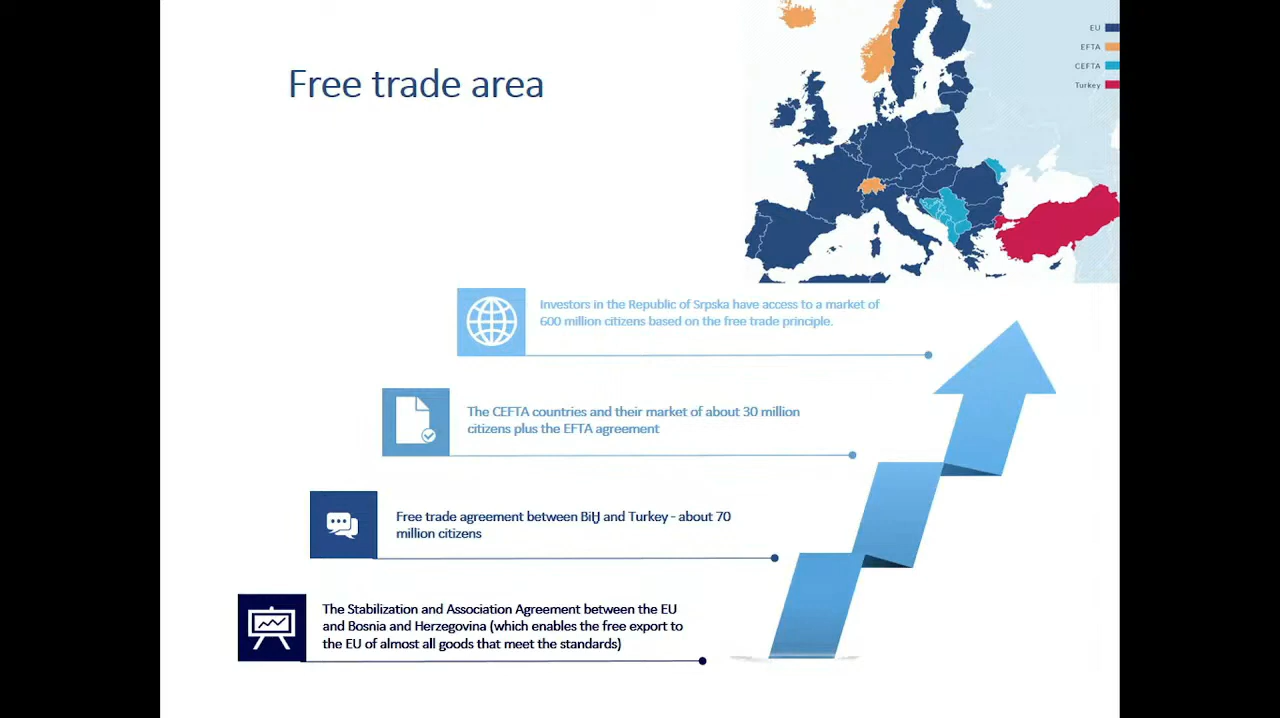 Free trade area
EU
EFTA
CEFTA
Turkey
Investors in the Republic of Srpska have access to a market of
600 million citizens based on the free trade principle.
The CEFTA countries and their market of about 30 million
citizens plus the EFTA agreement
Free trade agreement between BiH and Turkey - about 70
million citizens
The Stabilization and Association Agreement between the EU
and Bosnia and Herzegovina (which enables the free export to
the EU of almost all goods that meet the standards)